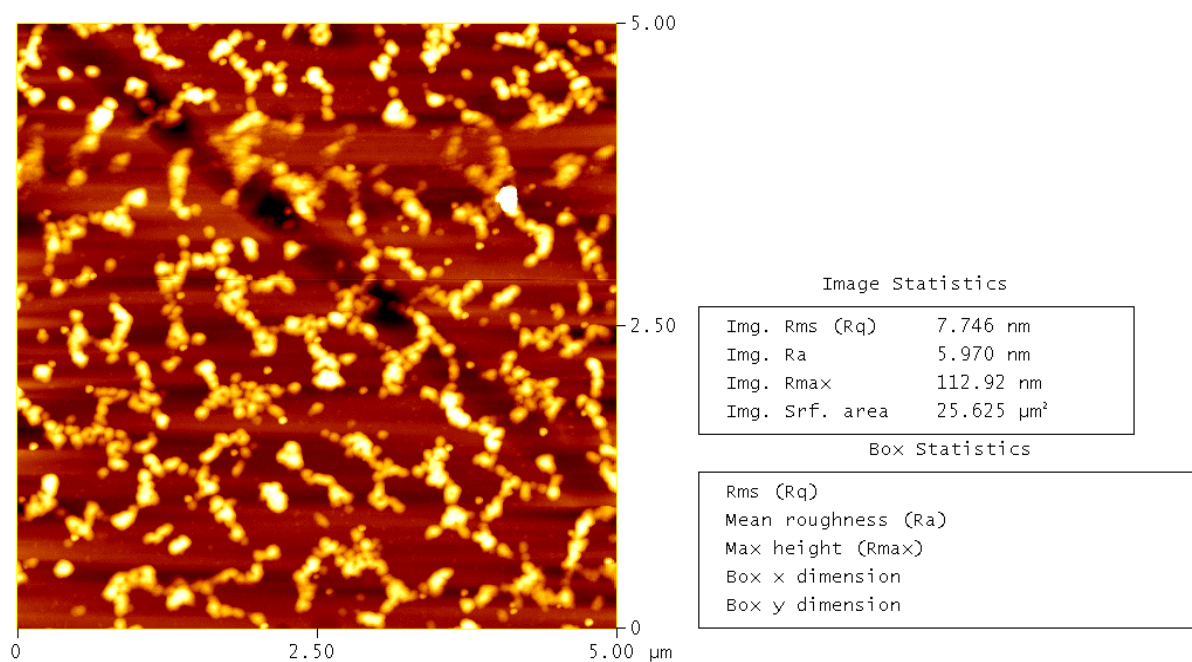 5.00
2.50
0
0 2.50 5.00 µm
Image Statistics
Img. Rms (Rq) 7.746 nm
Img. Ra 5.970 nm
Img. Rmax 112.92 nm
Img. Srf. area 25.625 µm²
Box Statistics
Rms (Rq)
Mean roughness (Ra)
Max height (Rmax)
Box x dimension
Box y dimension